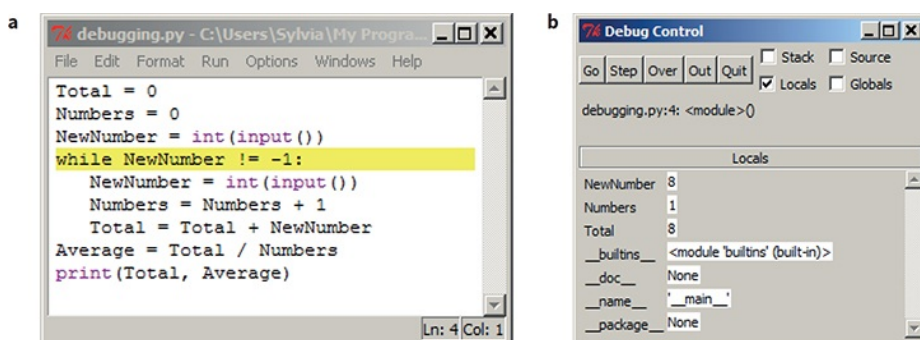 a
debugging.py - C:\Users\Sylvia\My Progra...
File Edit Format Run Options Windows Help
Total = 0
Numbers = 0
NewNumber = int(input())
while NewNumber != -1:
   NewNumber = int(input())
   Numbers = Numbers + 1
   Total = Total + NewNumber
Average = Total / Numbers
print(Total, Average)
Ln: 4 Col: 1
b
Debug Control
Go Step Over Out Quit Stack Source
Locals Globals
debugging.py:4: <module>()
Locals
NewNumber 8
Numbers 1
Total 8
__builtins__ <module 'builtins' (built-in)>
__doc__ None
__name__ '__main__'
__package__ None